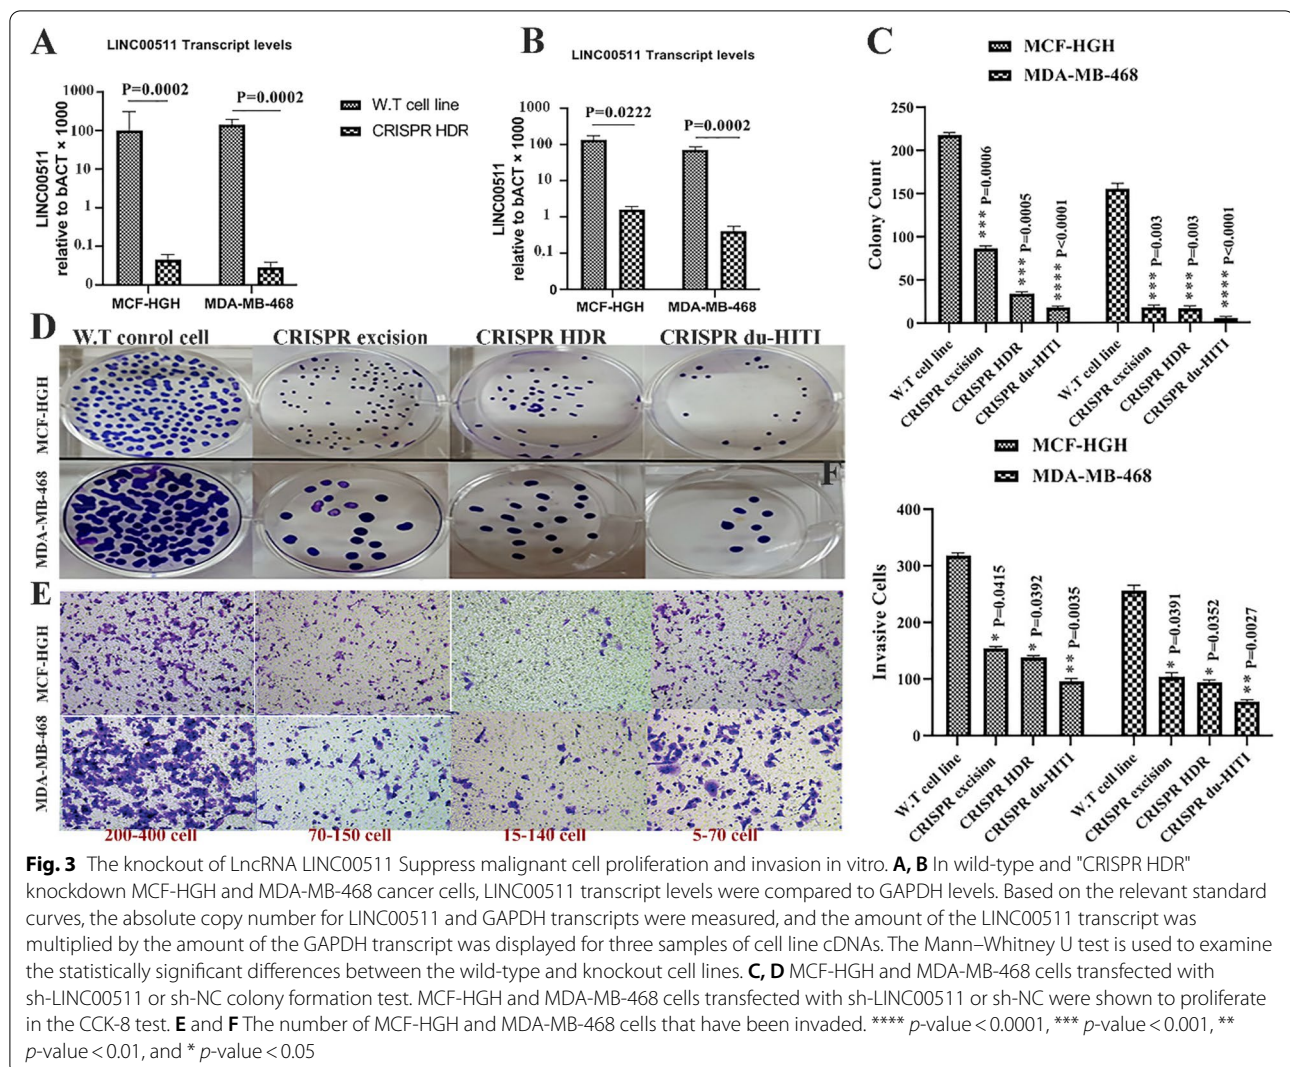 A
LINC00511 Transcript levels
LINC00511
relative to bACT × 1000
1000
100
10
1
0.1
0
P=0.0002
P=0.0002
MCF-HGH
MDA-MB-468
W.T cell line
CRISPR HDR
B
LINC00511 Transcript levels
LINC00511
relative to bACT × 1000
1000
100
10
1
0.1
0
P=0.0222
P=0.0002
MCF-HGH
MDA-MB-468
C
MCF-HGH
MDA-MB-468
Colony Count
250
200
150
100
50
0
*** P=0.0006
*** P=0.0005
**** P<0.0001
*** P=0.003
*** P=0.003
**** P<0.0001
W.T cell line
CRISPR excision
CRISPR HDR
CRISPR du-HITI
W.T cell line
CRISPR excision
CRISPR HDR
CRISPR du-HITI
D
W.T conrol cell
CRISPR excision
CRISPR HDR
CRISPR du-HITI
MCF-HGH
MDA-MB-468
E
MCF-HGH
MDA-MB-468
200-400 cell
70-150 cell
15-140 cell
5-70 cell
F
MCF-HGH
MDA-MB-468
Invasive Cells
400
300
200
100
0
* P=0.0415
* P=0.0392
** P=0.0035
* P=0.0391
* P=0.0352
** P=0.0027
W.T cell line
CRISPR excision
CRISPR HDR
CRISPR du-HITI
W.T cell line
CRISPR excision
CRISPR HDR
CRISPR du-HITI
Fig. 3 The knockout of LncRNA LINC00511 Suppress malignant cell proliferation and invasion in vitro. A, B In wild-type and "CRISPR HDR"
knockdown MCF-HGH and MDA-MB-468 cancer cells, LINC00511 transcript levels were compared to GAPDH levels. Based on the relevant standard
curves, the absolute copy number for LINC00511 and GAPDH transcripts were measured, and the amount of the LINC00511 transcript was
multiplied by the amount of the GAPDH transcript was displayed for three samples of cell line cDNAs. The Mann–Whitney U test is used to examine
the statistically significant differences between the wild-type and knockout cell lines. C, D MCF-HGH and MDA-MB-468 cells transfected with
sh-LINC00511 or sh-NC colony formation test. MCF-HGH and MDA-MB-468 cells transfected with sh-LINC00511 or sh-NC were shown to proliferate
in the CCK-8 test. E and F The number of MCF-HGH and MDA-MB-468 cells that have been invaded. **** p-value < 0.0001, *** p-value < 0.001, **
p-value < 0.01, and * p-value < 0.05